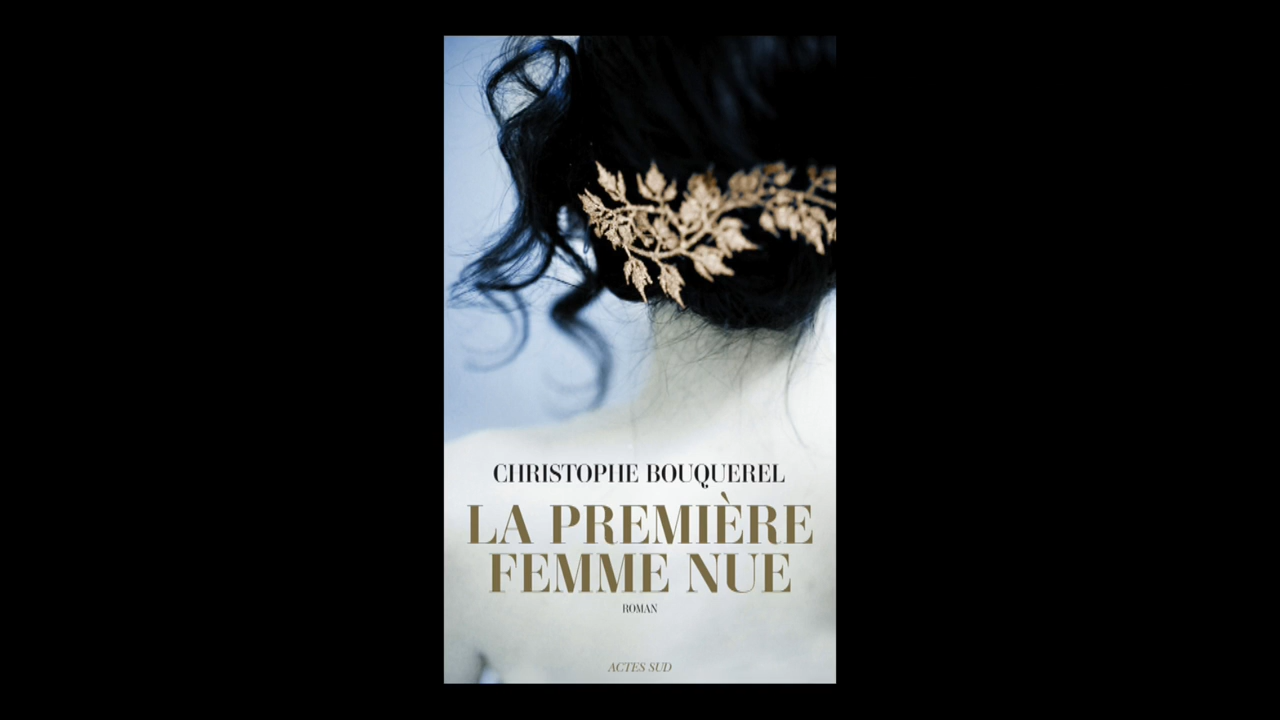 CHRISTOPHE BOUQUEREL
LA PREMIÈRE
FEMME NUE
ROMAN
ACTES SUD